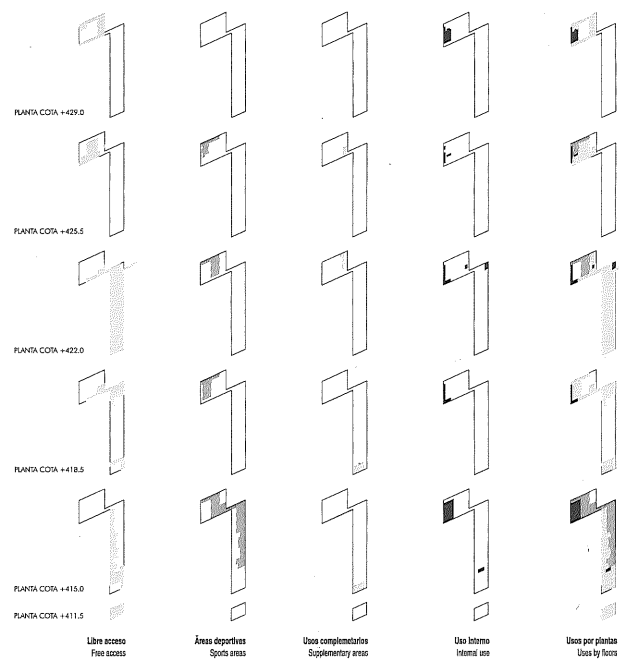 PLANTA COTA +429.0
PLANTA COTA +425.5
PLANTA COTA +422.0
PLANTA COTA +418.5
PLANTA COTA +415.0
PLANTA COTA +411.5
Libre acceso
Free access
Áreas deportivas
Sports areas
Usos complemetarios
Supplementary areas
Uso Interno
Internal use
Usos por plantas
Uses by floors